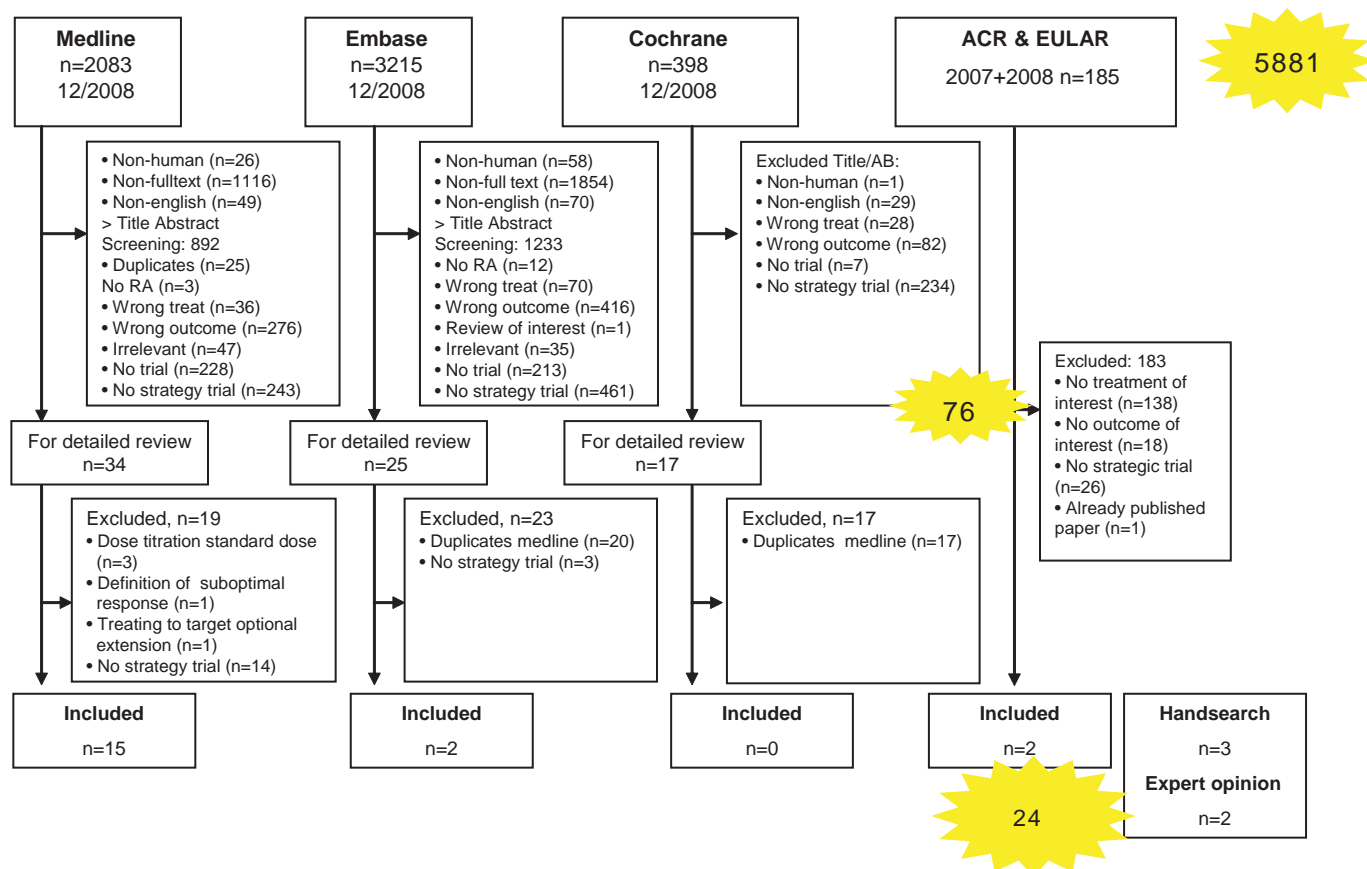 Medline
n=2083
12/2008
Embase
n=3215
12/2008
Cochrane
n=398
12/2008
ACR & EULAR
2007+2008 n=185
5881
• Non-human (n=26)
• Non-fulltext (n=1116)
• Non-english (n=49)
> Title Abstract
Screening: 892
• Duplicates (n=25)
No RA (n=3)
• Wrong treat (n=36)
• Wrong outcome (n=276)
• Irrelevant (n=47)
• No trial (n=228)
• No strategy trial (n=243)
• Non-human (n=58)
• Non-full text (n=1854)
• Non-english (n=70)
> Title Abstract
Screening: 1233
• No RA (n=12)
• Wrong treat (n=70)
• Wrong outcome (n=416)
• Review of interest (n=1)
• Irrelevant (n=35)
• No trial (n=213)
• No strategy trial (n=461)
Excluded Title/AB:
• Non-human (n=1)
• Non-english (n=29)
• Wrong treat (n=28)
• Wrong outcome (n=82)
• No trial (n=7)
• No strategy trial (n=234)
76
Excluded: 183
• No treatment of
interest (n=138)
• No outcome of
interest (n=18)
• No strategic trial
(n=26)
• Already published
paper (n=1)
For detailed review
n=34
For detailed review
n=25
For detailed review
n=17
Excluded, n=19
• Dose titration standard dose
(n=3)
• Definition of suboptimal
response (n=1)
• Treating to target optional
extension (n=1)
• No strategy trial (n=14)
Excluded, n=23
• Duplicates medline (n=20)
• No strategy trial (n=3)
Excluded, n=17
• Duplicates medline (n=17)
Included
n=15
Included
n=2
Included
n=0
Included
n=2
24
Handsearch
n=3
Expert opinion
n=2